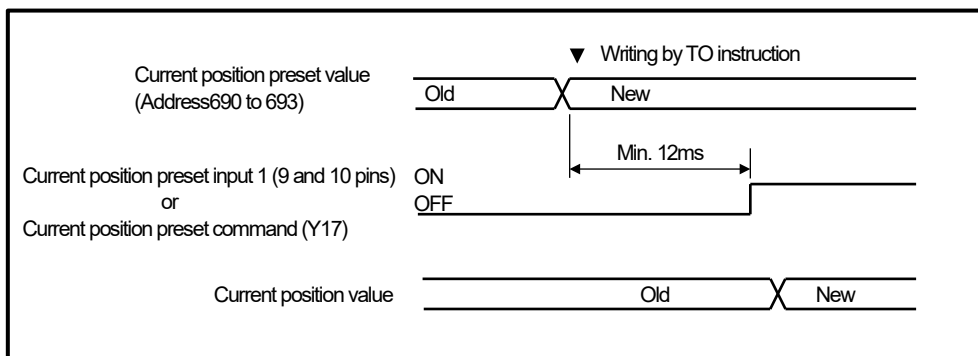 ▼ Writing by TO instruction
Current position preset value
(Address690 to 693)
Old
New
Min. 12ms
Current position preset input 1 (9 and 10 pins)
ON
or
OFF
Current position preset command (Y17)
Current position value
Old
New